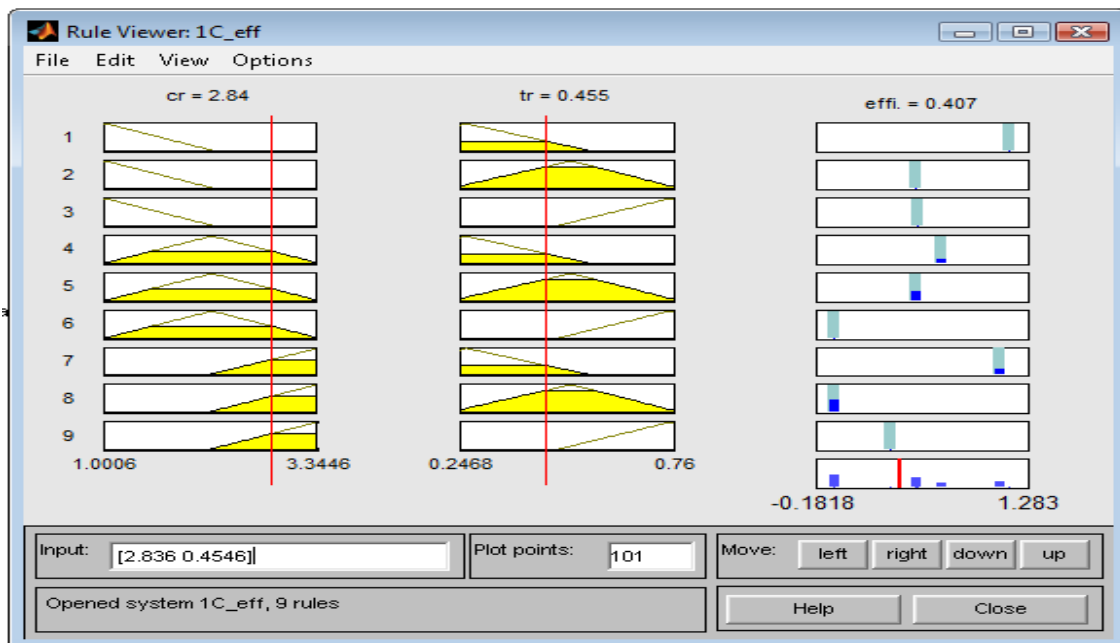 Rule Viewer: 1C_eff
File Edit View Options
cr = 2.84
tr = 0.455
effi. = 0.407
1
2
3
4
5
6
7
8
9
1.0006 3.3446
0.2468 0.76
-0.1818 1.283
Input: [2.836 0.4546]
Plot points: 101
Move: left right down up
Opened system 1C_eff, 9 rules
Help Close